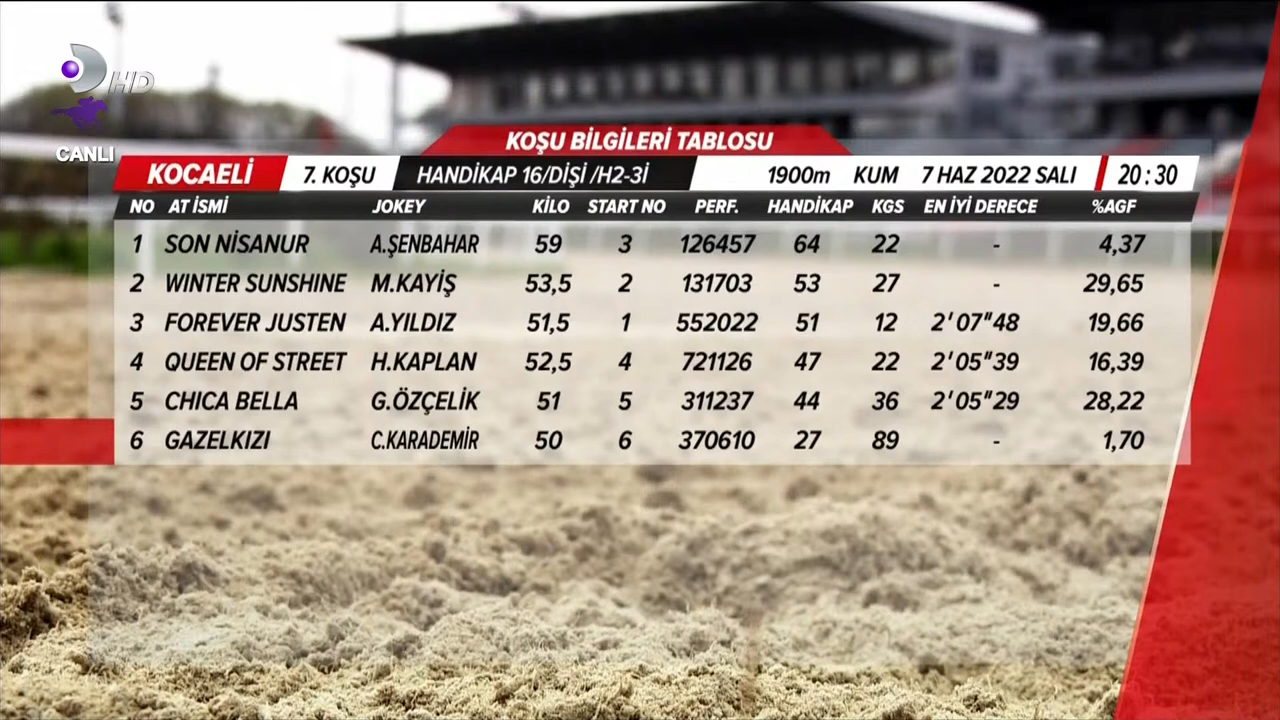 HD
CANLI
KOŞU BİLGİLERİ TABLOSU
KOCAELİ 7. KOŞU HANDİKAP 16/DİŞİ /H2-3İ 1900m KUM 7 HAZ 2022 SALI 20:30
NO AT İSMİ JOKEY KİLO START NO PERF. HANDİKAP KGS EN İYİ DERECE %AGF
1 SON NİSANUR A.ŞENBAHAR 59 3 126457 64 22 - 4,37
2 WINTER SUNSHINE M.KAYİŞ 53,5 2 131703 53 27 - 29,65
3 FOREVER JUSTEN A.YILDIZ 51,5 1 552022 51 12 2'07"48 19,66
4 QUEEN OF STREET H.KAPLAN 52,5 4 721126 47 22 2'05"39 16,39
5 CHICA BELLA G.ÖZÇELİK 51 5 311237 44 36 2'05"29 28,22
6 GAZELKIZI C.KARADEMİR 50 6 370610 27 89 - 1,70